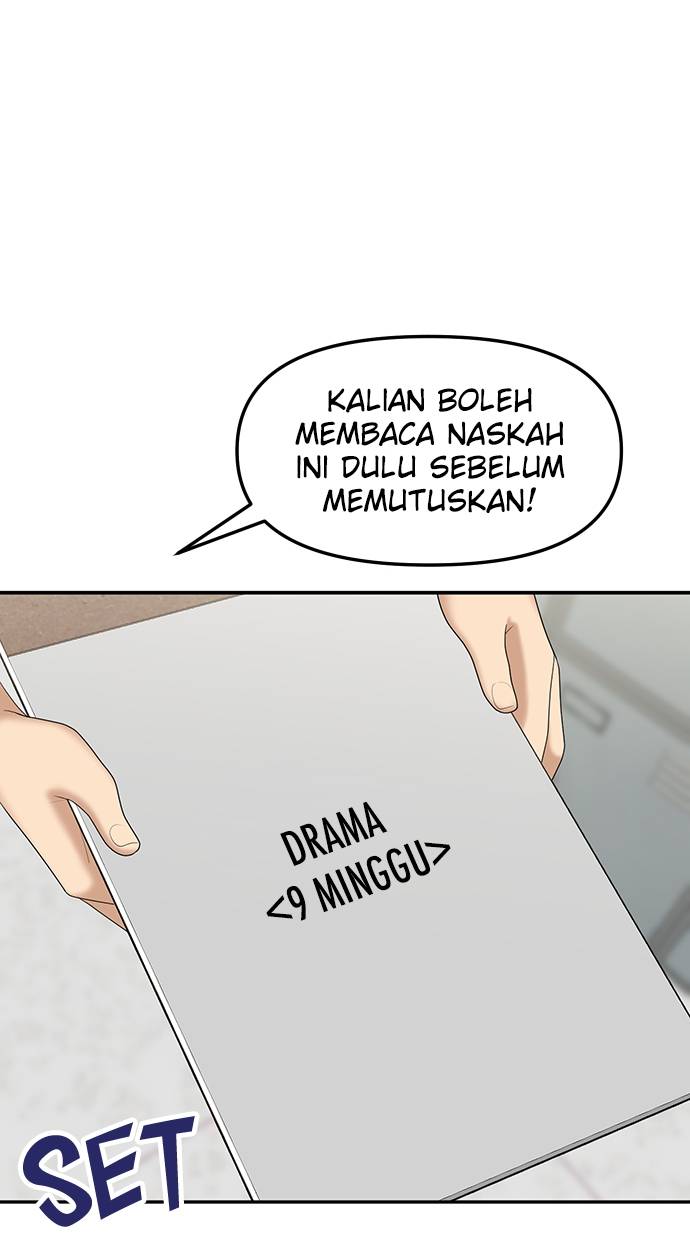 KALIAN BOLEH
MEMBACA NASKAH
INI DULU SEBELUM
MEMUTUSKAN!
DRAMA
<9 MINGGU>
SET